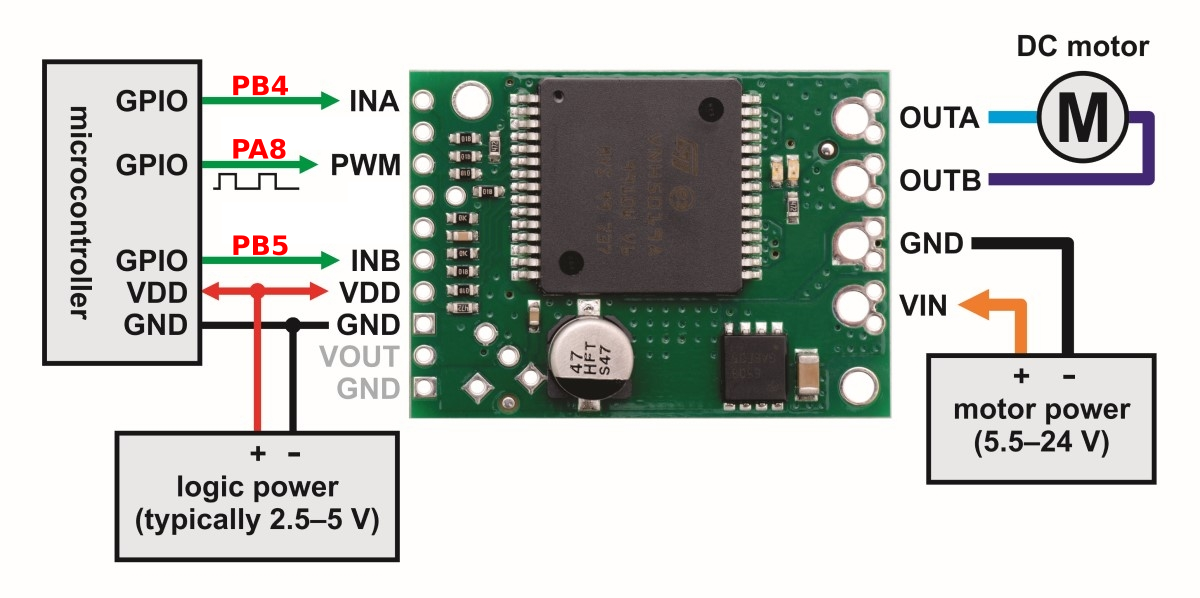 DC motor
M
microcontroller
GPIO
PB4
INA
GPIO
PA8
PWM
GPIO
PB5
INB
VDD
VDD
GND
GND
VOUT
GND
OUTA
OUTB
GND
VIN
47
HFT
S47
+ -
logic power
(typically 2.5–5 V)
+ -
motor power
(5.5–24 V)